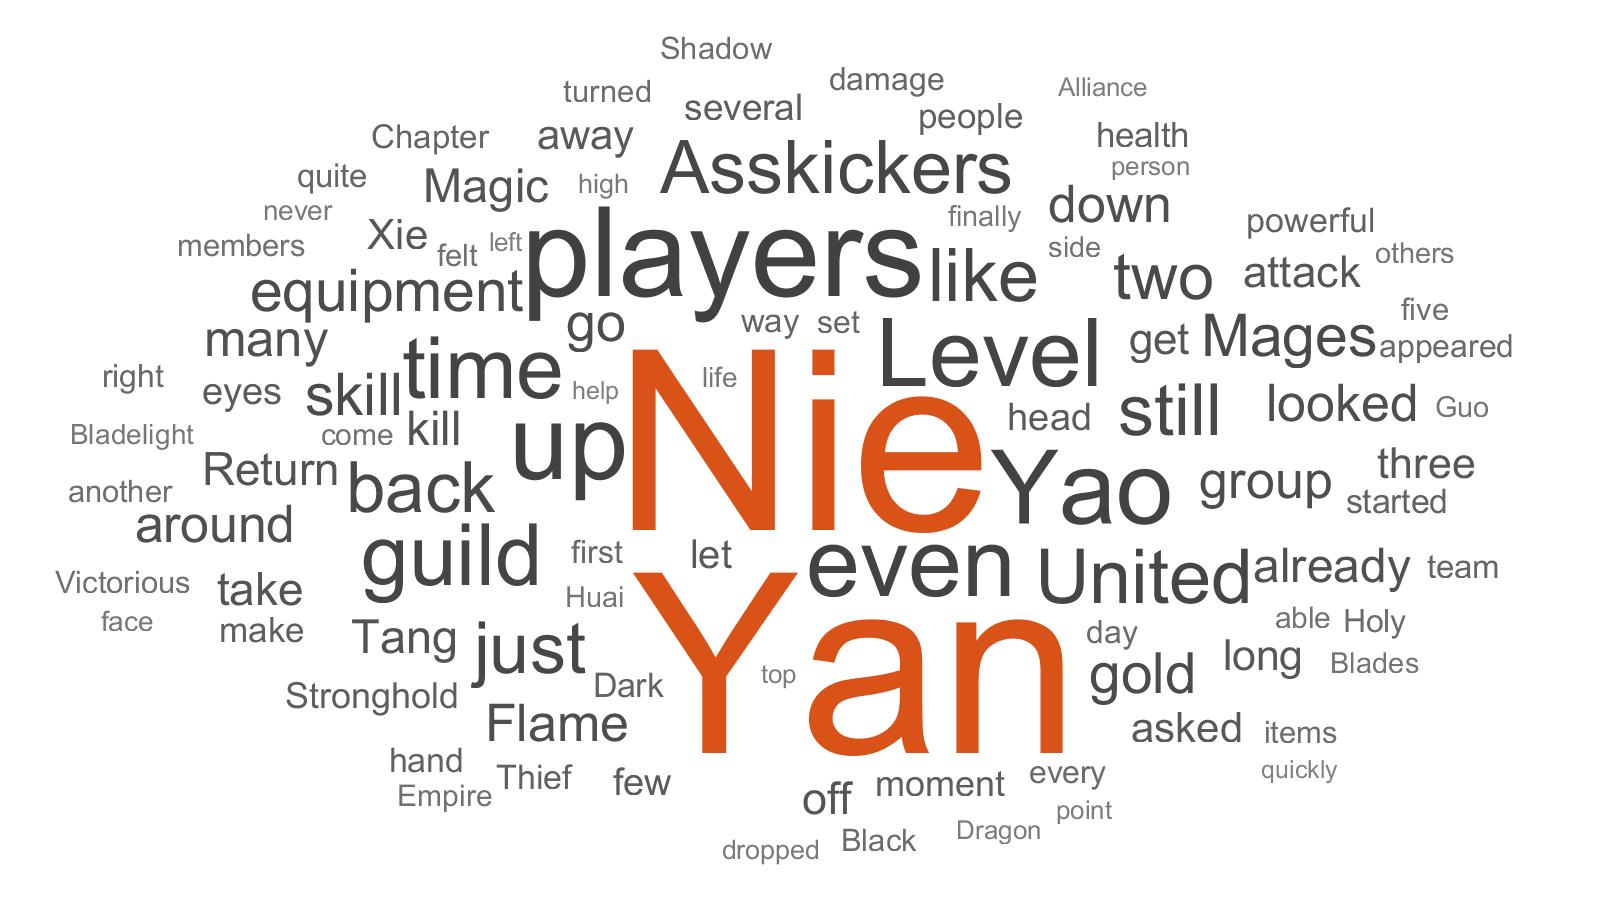 Shadow
damage
turned
several
Alliance
people
Chapter
away
health
Asskickers
person
quite
Magic
high
never
down
finally
powerful
members
Xie
felt
left
players
side
others
equipment
like
two
attack
go
way
set
five
many
Level
get
Mages
appeared
right
eyes
skill
time
help
life
Nie
head
still
looked
Guo
Bladelight
come
kill
up
Return
back
Yao
group
three
another
started
around
guild
first
let
even
United
already
team
Victorious
take
Huai
face
make
Tang
just
Yan
day
able
Holy
Stronghold
Dark
top
gold
long
Blades
Flame
asked
items
hand
Thief
few
off
moment
every
quickly
Empire
point
dropped
Black
Dragon